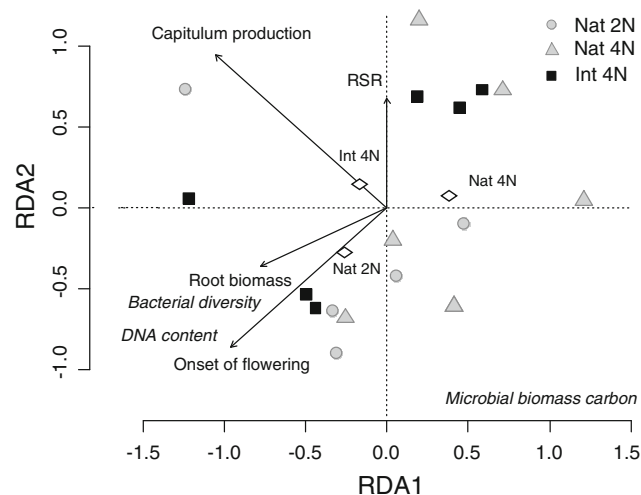 Capitulum production
Nat 2N
Nat 4N
Int 4N
RSR
Int 4N
Nat 4N
Nat 2N
Root biomass
Bacterial diversity
DNA content
Onset of flowering
Microbial biomass carbon
RDA2
1.0
0.5
0.0
-0.5
-1.0
-1.5
-1.0
-0.5
0.0
0.5
1.0
1.5
RDA1